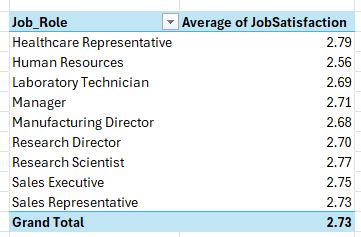 Job_Role Average of JobSatisfaction
Healthcare Representative 2.79
Human Resources 2.56
Laboratory Technician 2.69
Manager 2.71
Manufacturing Director 2.68
Research Director 2.70
Research Scientist 2.77
Sales Executive 2.75
Sales Representative 2.73
Grand Total 2.73